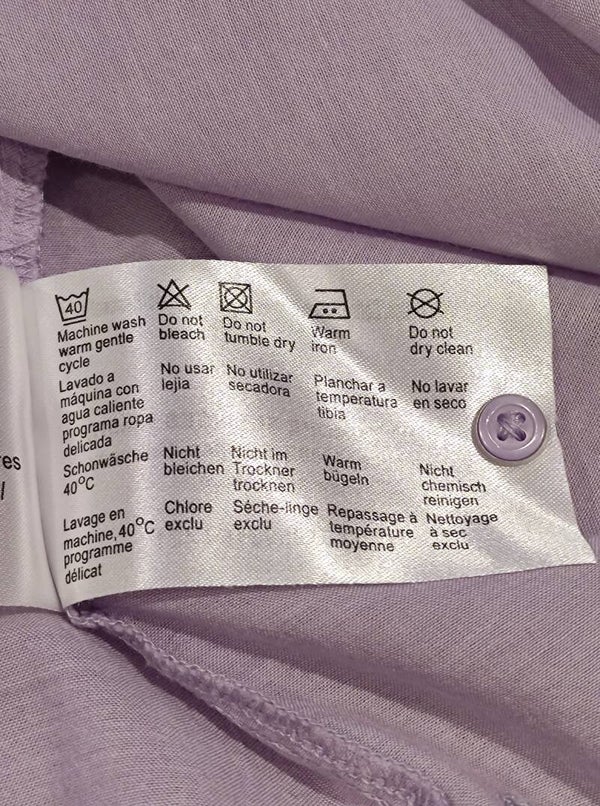 40
Machine wash
warm gentle
cycle
Do not
bleach
Do not
tumble dry
Warm
iron
Do not
dry clean
Lavado a
máquina con
agua caliente
programa ropa
delicada
No usar
lejia
No utilizar
secadora
Planchar a
temperatura
tibia
No lavar
en seco
Schonwäsche
40°C
Nicht
bleichen
Nicht im
Trockner
trocknen
Warm
bügeln
Nicht
chemisch
reinigen
Lavage en
machine,40°C
programme
délicat
Chlore
exclu
Séche-linge
exclu
Repassage à
température
moyenne
Nettoyage
à sec
exclu